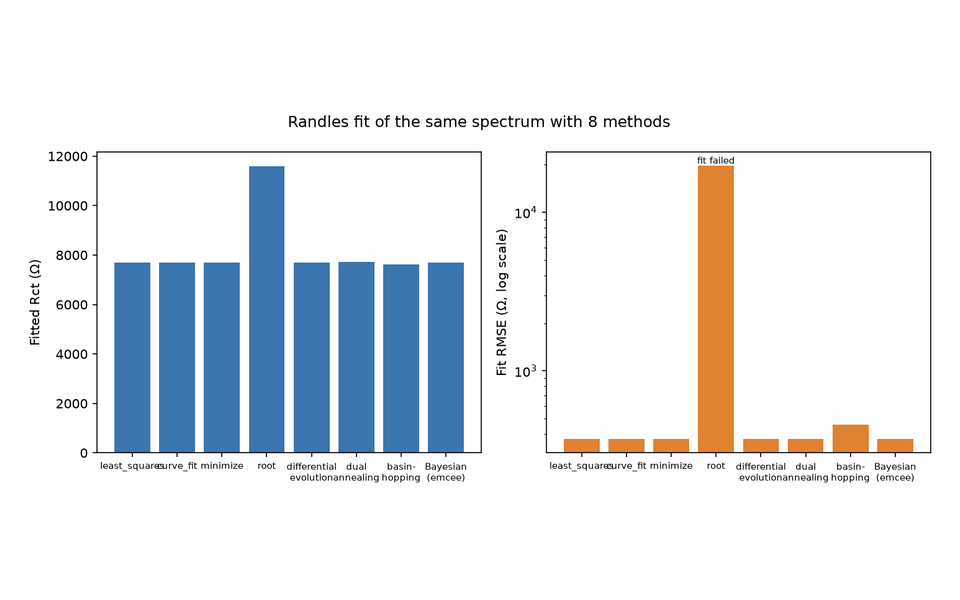 Randles fit of the same spectrum with 8 methods
Fitted Rct (Ω)
12000
10000
8000
6000
4000
2000
0
least_squares
curve_fit
minimize
root
differential
evolution
dual
annealing
basin-
hopping
Bayesian
(emcee)
Fit RMSE (Ω, log scale)
10⁴
10³
fit failed
least_squares
curve_fit
minimize
root
differential
evolution
dual
annealing
basin-
hopping
Bayesian
(emcee)